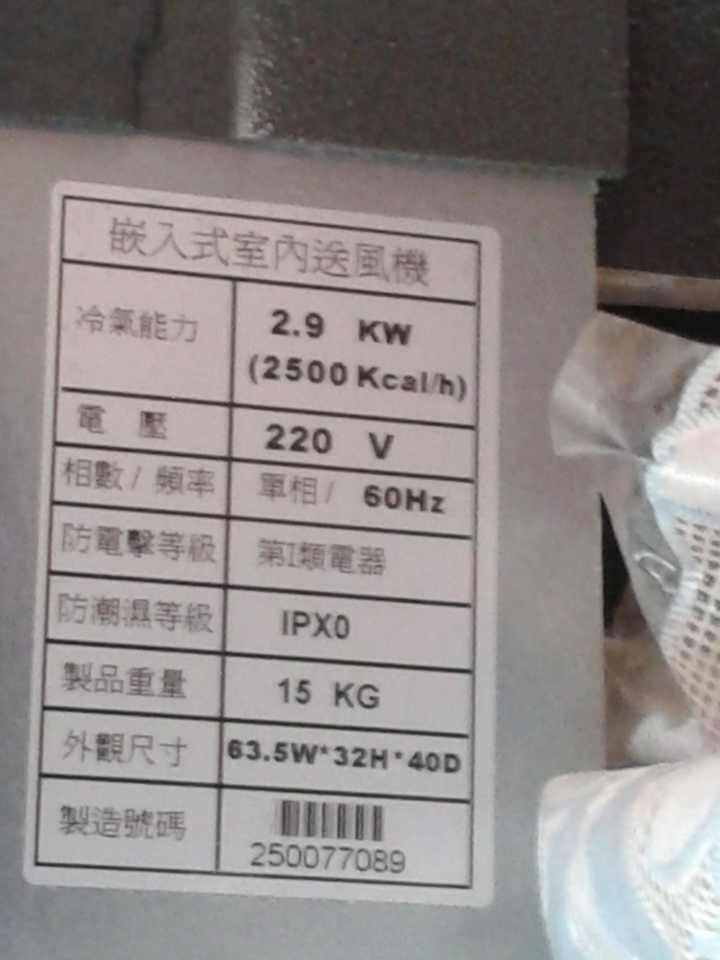 嵌入式室內送風機
冷氣能力 2.9 KW
(2500 Kcal/h)
電 壓 220 V
相數/ 頻率 單相/ 60Hz
防電擊等級 第I類電器
防潮濕等級 IPX0
製品重量 15 KG
外觀尺寸 63.5W*32H*40D
製造號碼 250077089